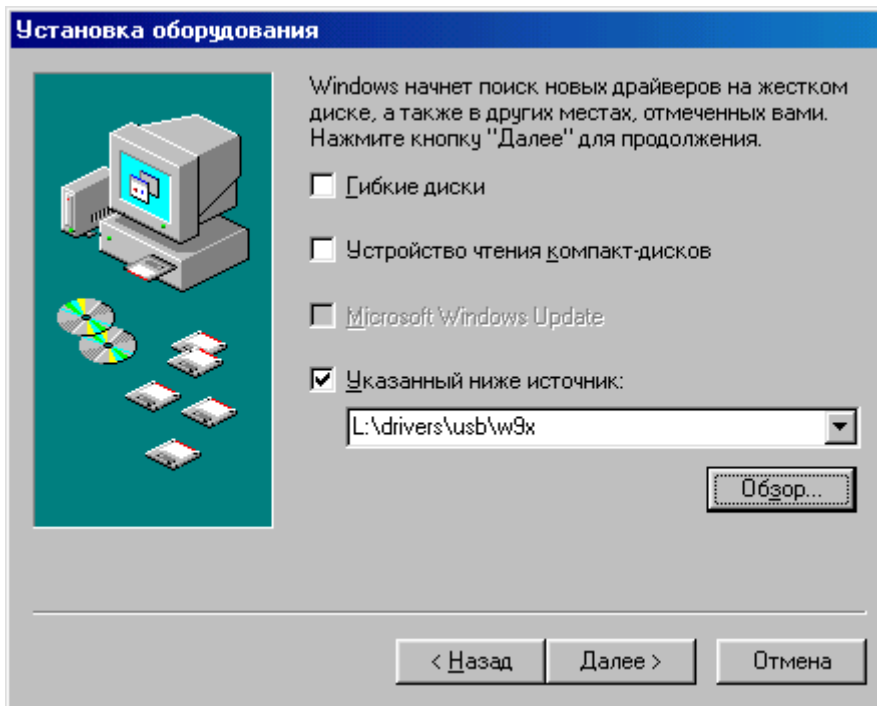 Установка оборудования
Windows начнет поиск новых драйверов на жестком
диске, а также в других местах, отмеченных вами.
Нажмите кнопку "Далее" для продолжения.
Гибкие диски
Устройство чтения компакт-дисков
Microsoft Windows Update
Указанный ниже источник:
L:\drivers\usb\w9x
Обзор...
< Назад
Далее >
Отмена